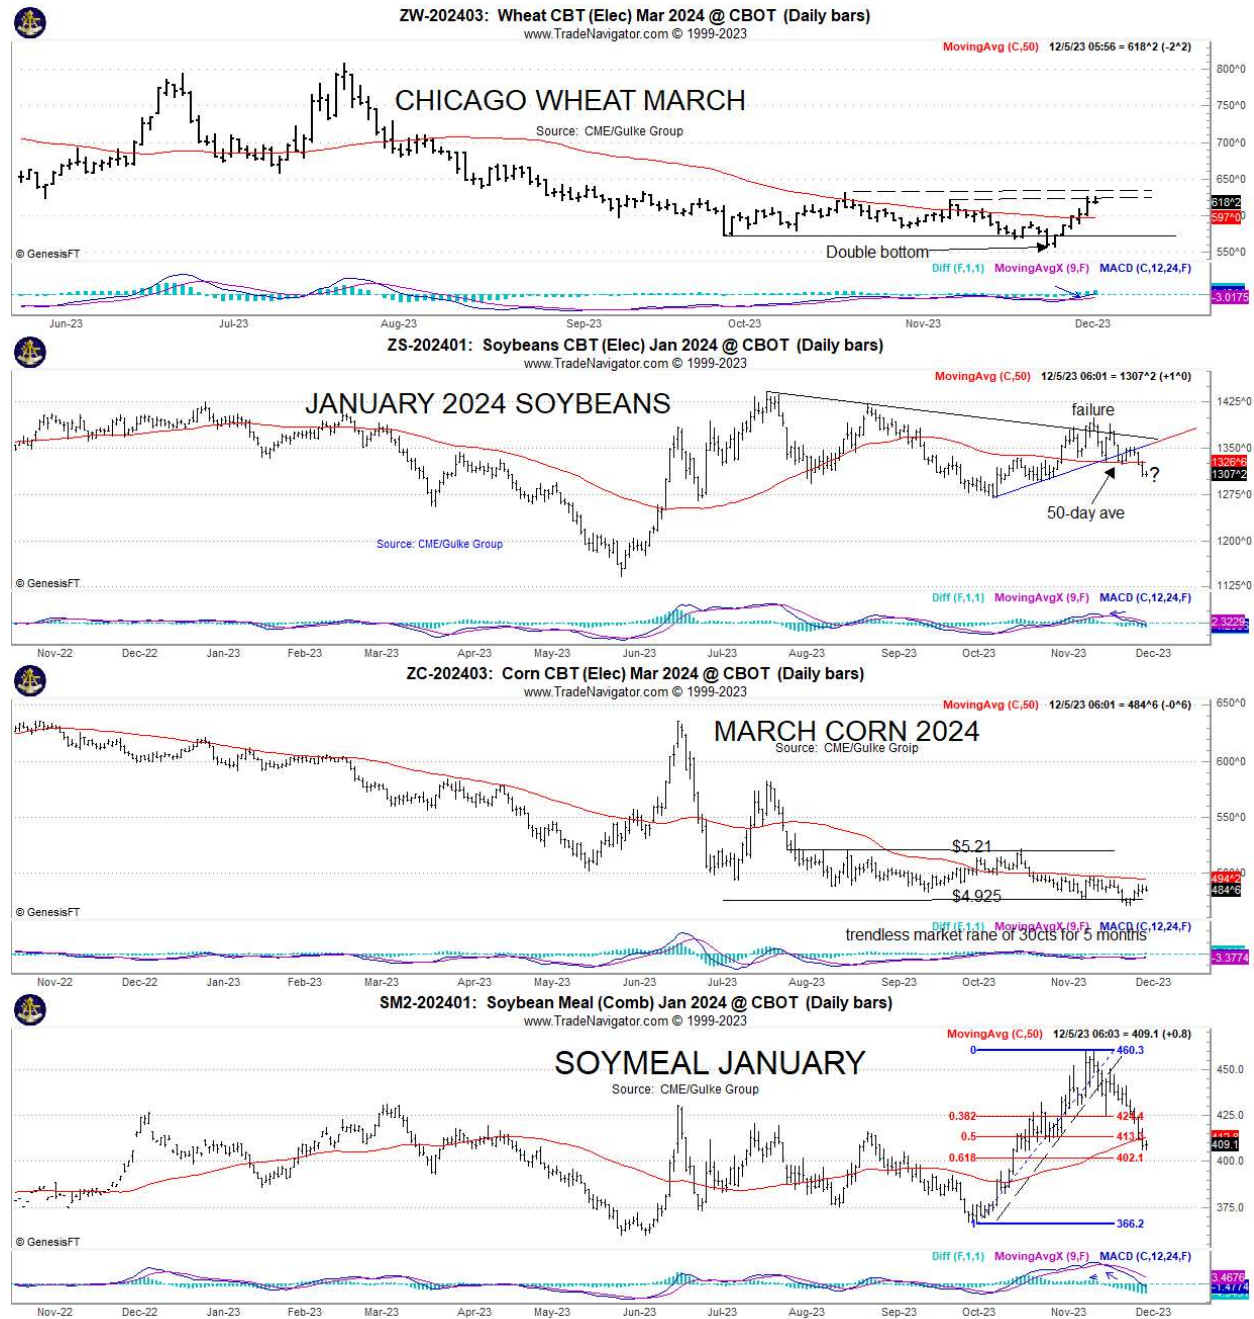 ZW-202403: Wheat CBT (Elec) Mar 2024 @ CBOT (Daily bars)
www.TradeNavigator.com © 1999-2023
MovingAvg (C,50) 12/5/23 05:56 = 618^2 (-2^2)
CHICAGO WHEAT MARCH
Source: CME/Gulke Group
800^0
750^0
700^0
650^0
618^2
597^0
550^0
Double bottom
© GenesisFT
Diff (F,1,1) MovingAvgX (9,F) MACD (C,12,24,F)
-3.0175
Jun-23 Jul-23 Aug-23 Sep-23 Oct-23 Nov-23 Dec-23
ZS-202401: Soybeans CBT (Elec) Jan 2024 @ CBOT (Daily bars)
www.TradeNavigator.com © 1999-2023
MovingAvg (C,50) 12/5/23 06:01 = 1307^2 (+1^0)
JANUARY 2024 SOYBEANS
failure
1425^0
1350^0
1326^6
1307^2
?
1275^0
50-day ave
Source: CME/Gulke Group
1200^0
1125^0
© GenesisFT
Diff (F,1,1) MovingAvgX (9,F) MACD (C,12,24,F)
2.3229
Nov-22 Dec-22 Jan-23 Feb-23 Mar-23 Apr-23 May-23 Jun-23 Jul-23 Aug-23 Sep-23 Oct-23 Nov-23 Dec-23
ZC-202403: Corn CBT (Elec) Mar 2024 @ CBOT (Daily bars)
www.TradeNavigator.com © 1999-2023
MovingAvg (C,50) 12/5/23 06:01 = 484^6 (-0^6)
MARCH CORN 2024
Source: CME/Gulke Groip
650^0
600^0
550^0
$5.21
494^2
484^6
$4.925
© GenesisFT
Diff (F,1,1) MovingAvgX (9,F) MACD (C,12,24,F)
trendless market rane of 30cts for 5 months
-3.3774
Nov-22 Dec-22 Jan-23 Feb-23 Mar-23 Apr-23 May-23 Jun-23 Jul-23 Aug-23 Sep-23 Oct-23 Nov-23 Dec-23
SM2-202401: Soybean Meal (Comb) Jan 2024 @ CBOT (Daily bars)
www.TradeNavigator.com © 1999-2023
MovingAvg (C,50) 12/5/23 06:03 = 409.1 (+0.8)
SOYMEAL JANUARY
Source: CME/Gulke Group
0 460.3
450.0
0.382 424.4 425.0
0.5
409.1
0.618 402.1 400.0
375.0
1 366.2
© GenesisFT
Diff (F,1,1) MovingAvgX (9,F) MACD (C,12,24,F)
3.4676
-1.4774
Nov-22 Dec-22 Jan-23 Feb-23 Mar-23 Apr-23 May-23 Jun-23 Jul-23 Aug-23 Sep-23 Oct-23 Nov-23 Dec-23